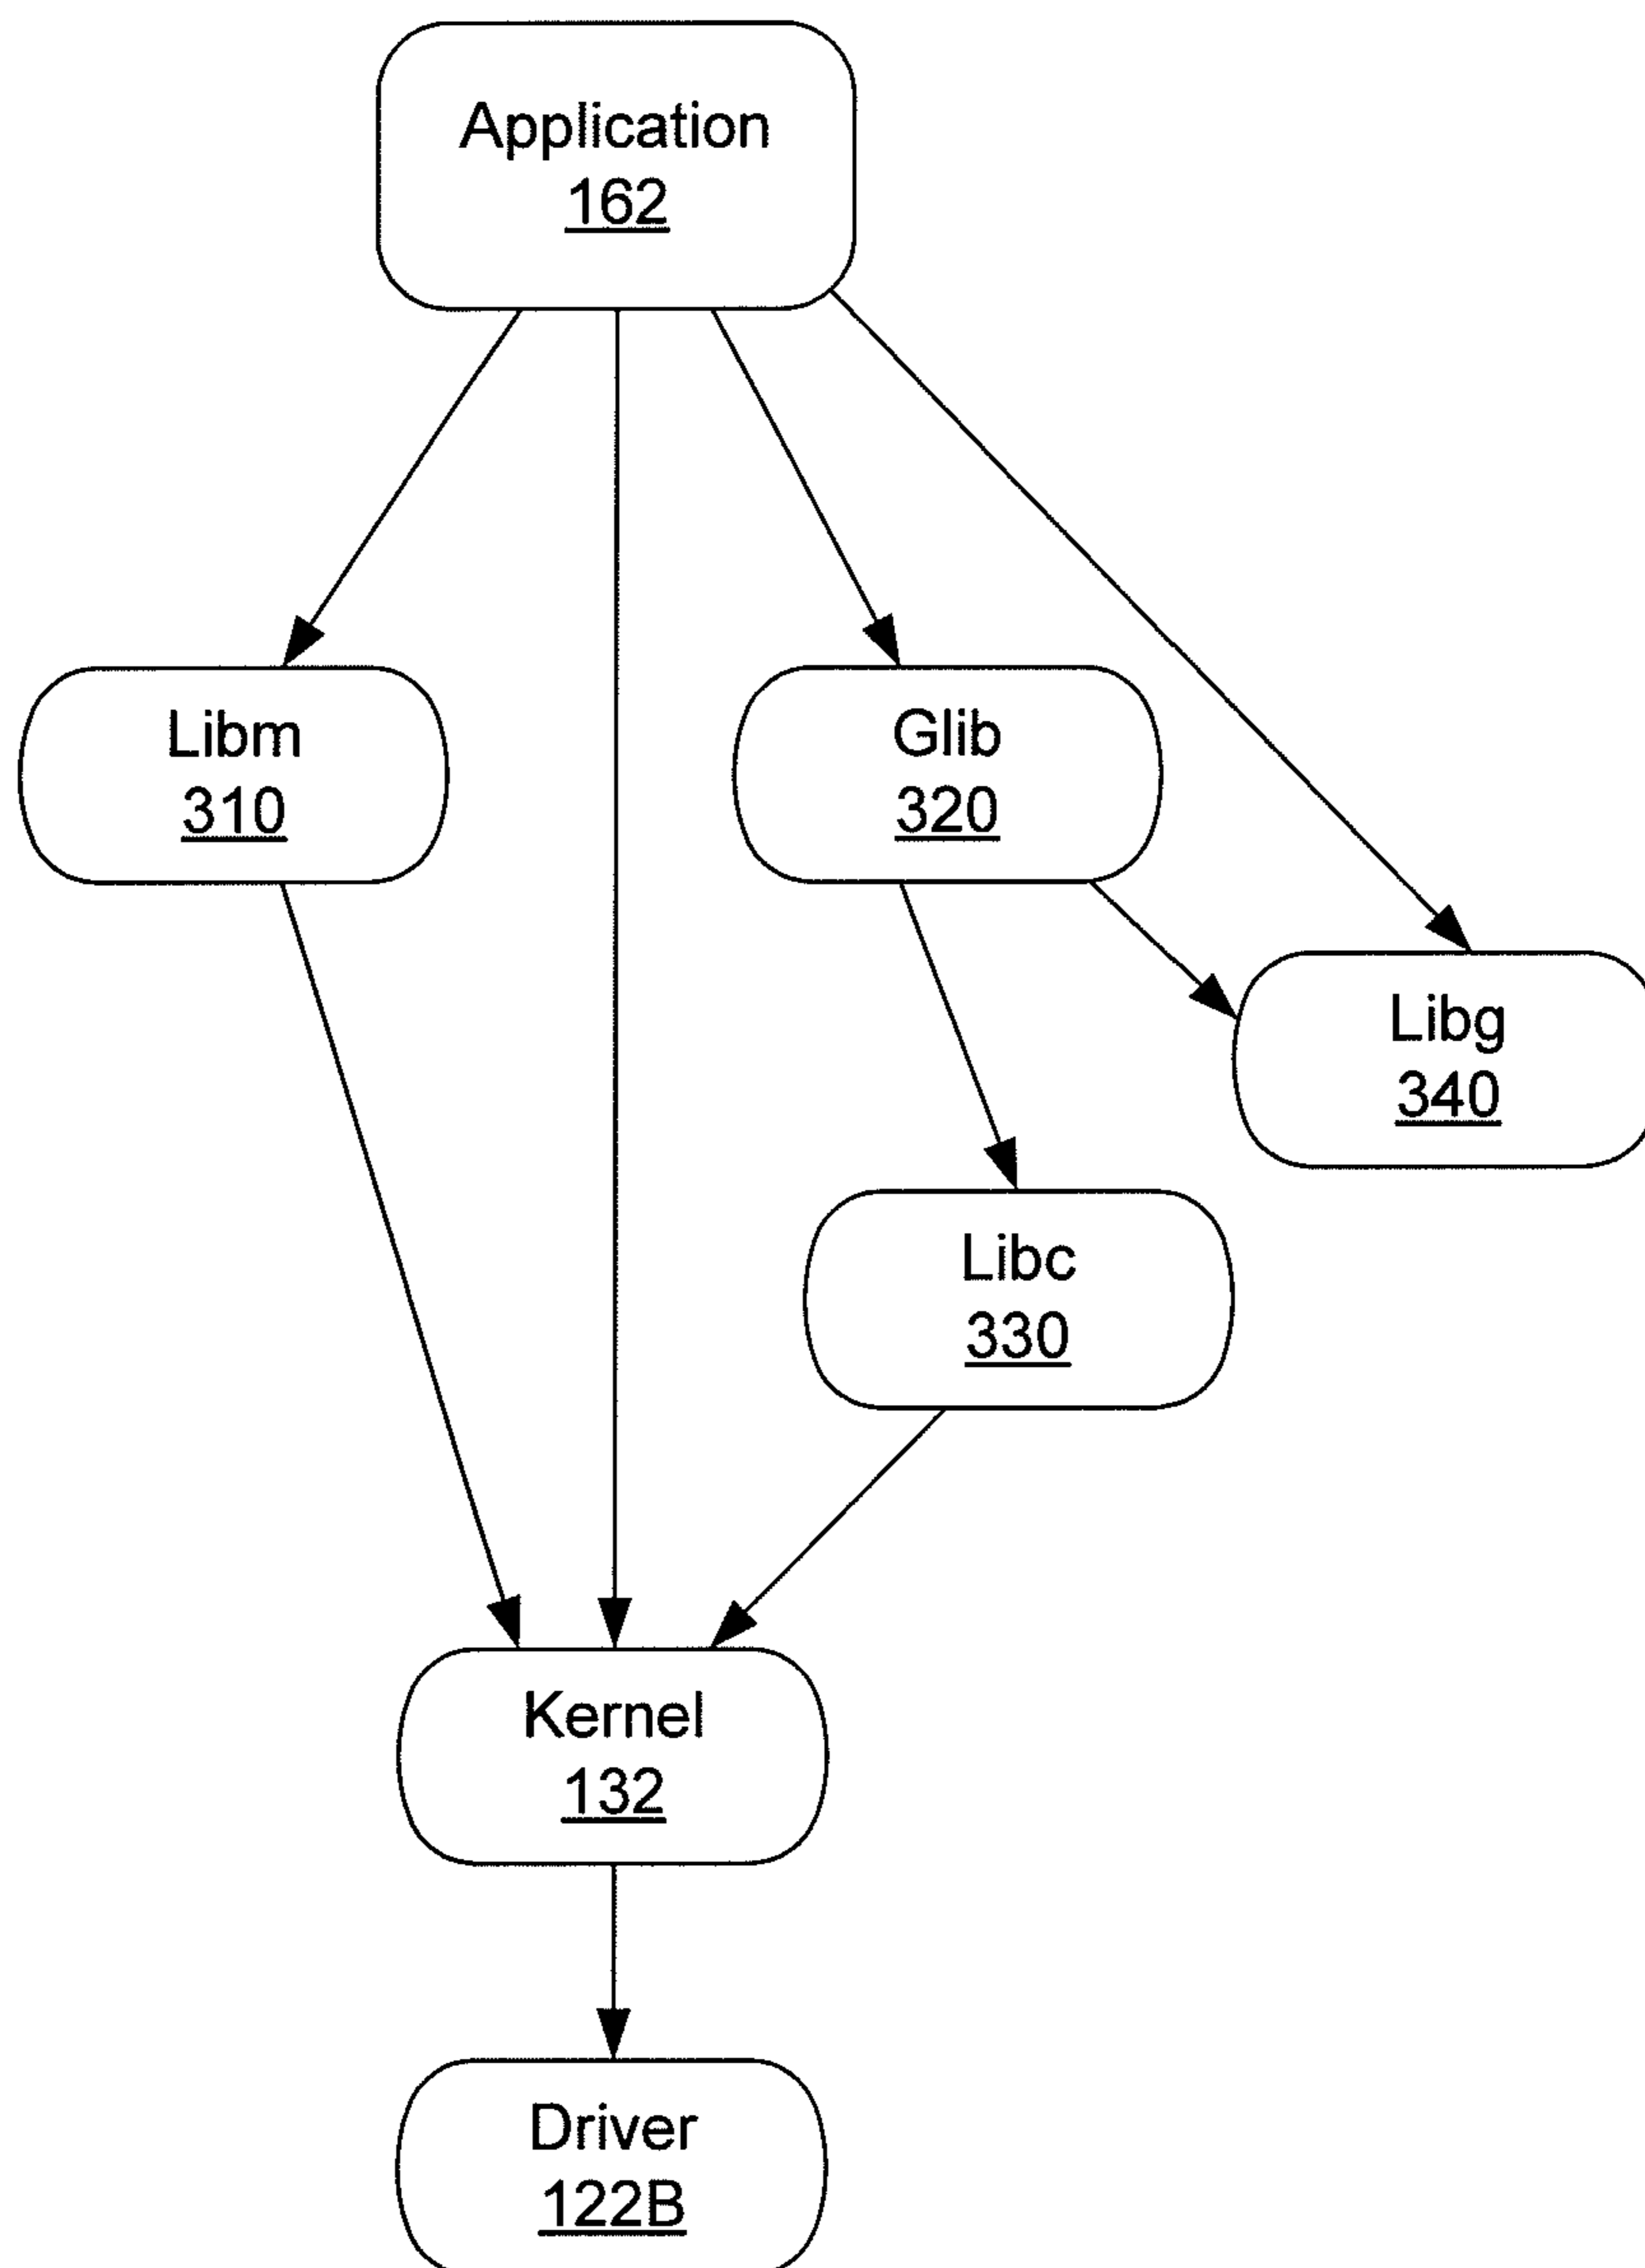 Application
162
Libm
310
Glib
320
Libg
340
Libc
330
Kernel
132
Driver
122B